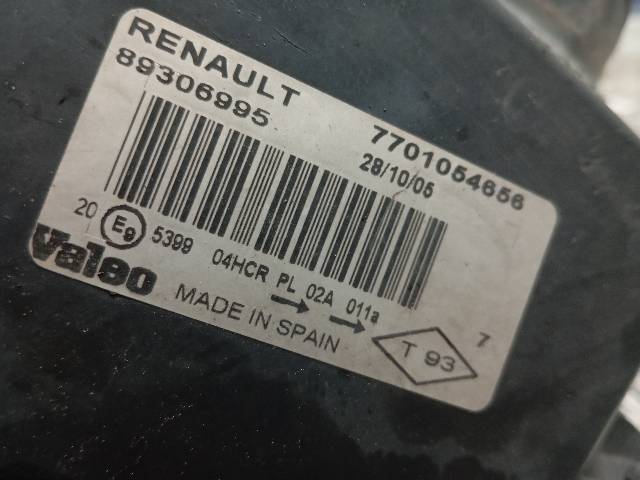 RENAULT
89306995 7701054656
28/10/05
20 E9 5399 04HCR PL 02A 011a
Valeo MADE IN SPAIN T 93 7